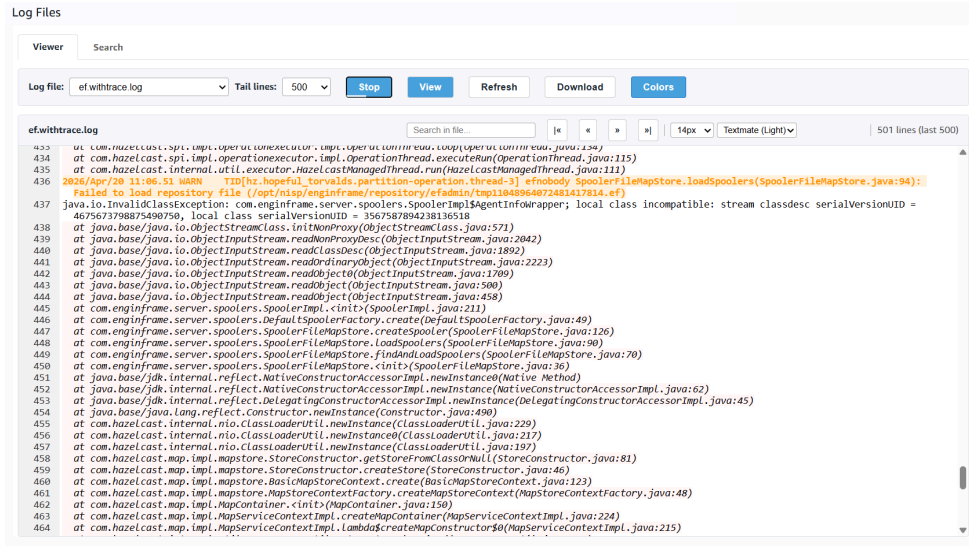 Log Files
Viewer Search
Log file: ef.withtrace.log Tail lines: 500 Stop View Refresh Download Colors
ef.withtrace.log Search in file... |« « » »| 14px Textmate (Light) 501 lines (last 500)
433 at com.hazelcast.spi.impl.operationexecutor.impl.OperationThread.loop(OperationThread.java:134)
434 at com.hazelcast.spi.impl.operationexecutor.impl.OperationThread.executeRun(OperationThread.java:115)
435 at com.hazelcast.internal.util.executor.HazelcastManagedThread.run(HazelcastManagedThread.java:111)
436 2026/Apr/20 11:06.51 WARN TID[hz.hopeful_torvalds.partition-operation.thread-3] efnobody SpoolerFileMapStore.loadSpoolers(SpoolerFileMapStore.java:94):
Failed to load repository file (/opt/nisp/enginframe/repository/efadmin/tmp11048964072481417814.ef)
437 java.io.InvalidClassException: com.enginframe.server.spoolers.SpoolerImpl$AgentInfoWrapper; local class incompatible: stream classdesc serialVersionUID =
4675673798875490750, local class serialVersionUID = 3567587894238136518
438 at java.base/java.io.ObjectStreamClass.initNonProxy(ObjectStreamClass.java:571)
439 at java.base/java.io.ObjectInputStream.readNonProxyDesc(ObjectInputStream.java:2042)
440 at java.base/java.io.ObjectInputStream.readClassDesc(ObjectInputStream.java:1892)
441 at java.base/java.io.ObjectInputStream.readOrdinaryObject(ObjectInputStream.java:2223)
442 at java.base/java.io.ObjectInputStream.readObject0(ObjectInputStream.java:1709)
443 at java.base/java.io.ObjectInputStream.readObject(ObjectInputStream.java:500)
444 at java.base/java.io.ObjectInputStream.readObject(ObjectInputStream.java:458)
445 at com.enginframe.server.spoolers.SpoolerImpl.<init>(SpoolerImpl.java:211)
446 at com.enginframe.server.spoolers.DefaultSpoolerFactory.create(DefaultSpoolerFactory.java:49)
447 at com.enginframe.server.spoolers.SpoolerFileMapStore.createSpooler(SpoolerFileMapStore.java:126)
448 at com.enginframe.server.spoolers.SpoolerFileMapStore.loadSpoolers(SpoolerFileMapStore.java:90)
449 at com.enginframe.server.spoolers.SpoolerFileMapStore.findAndLoadSpoolers(SpoolerFileMapStore.java:70)
450 at com.enginframe.server.spoolers.SpoolerFileMapStore.<init>(SpoolerFileMapStore.java:36)
451 at java.base/jdk.internal.reflect.NativeConstructorAccessorImpl.newInstance0(Native Method)
452 at java.base/jdk.internal.reflect.NativeConstructorAccessorImpl.newInstance(NativeConstructorAccessorImpl.java:62)
453 at java.base/jdk.internal.reflect.DelegatingConstructorAccessorImpl.newInstance(DelegatingConstructorAccessorImpl.java:45)
454 at java.base/java.lang.reflect.Constructor.newInstance(Constructor.java:490)
455 at com.hazelcast.internal.nio.ClassLoaderUtil.newInstance(ClassLoaderUtil.java:229)
456 at com.hazelcast.internal.nio.ClassLoaderUtil.newInstance0(ClassLoaderUtil.java:217)
457 at com.hazelcast.internal.nio.ClassLoaderUtil.newInstance(ClassLoaderUtil.java:197)
458 at com.hazelcast.map.impl.mapstore.StoreConstructor.getStoreFromClassOrNull(StoreConstructor.java:81)
459 at com.hazelcast.map.impl.mapstore.StoreConstructor.createStore(StoreConstructor.java:46)
460 at com.hazelcast.map.impl.mapstore.BasicMapStoreContext.create(BasicMapStoreContext.java:123)
461 at com.hazelcast.map.impl.mapstore.MapStoreContextFactory.createMapStoreContext(MapStoreContextFactory.java:48)
462 at com.hazelcast.map.impl.MapContainer.<init>(MapContainer.java:150)
463 at com.hazelcast.map.impl.MapServiceContextImpl.createMapContainer(MapServiceContextImpl.java:224)
464 at com.hazelcast.map.impl.MapServiceContextImpl.lambda$createMapConstructor$0(MapServiceContextImpl.java:215)